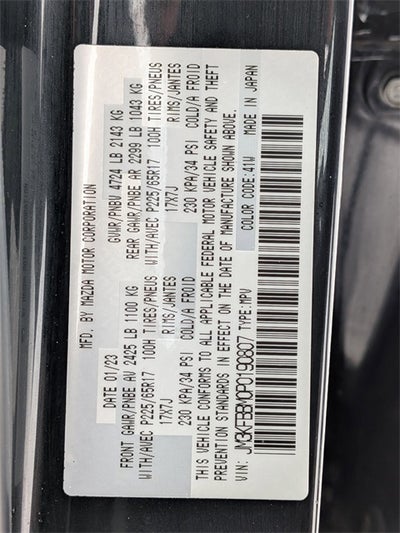 MFD. BY MAZDA MOTOR CORPORATION
DATE 01/23 GVWR/PNBV 4724 LB 2143 KG
FRONT GAWR/PNBE AV 2425 LB 1100 KG REAR GAWR/PNBE AR 2299 LB 1043 KG
WITH/AVEC P225/65R17 100H TIRES/PNEUS WITH/AVEC P225/65R17 100H TIRES/PNEUS
17X7J RIMS/JANTES 17X7J RIMS/JANTES
230 KPA/34 PSI COLD/A FROID 230 KPA/34 PSI COLD/A FROID
THIS VEHICLE CONFORMS TO ALL APPLICABLE FEDERAL MOTOR VEHICLE SAFETY AND THEFT
PREVENTION STANDARDS IN EFFECT ON THE DATE OF MANUFACTURE SHOWN ABOVE.
COLOR CODE:41W MADE IN JAPAN
VIN: JM3KFBBM0P0190807 TYPE:MPV